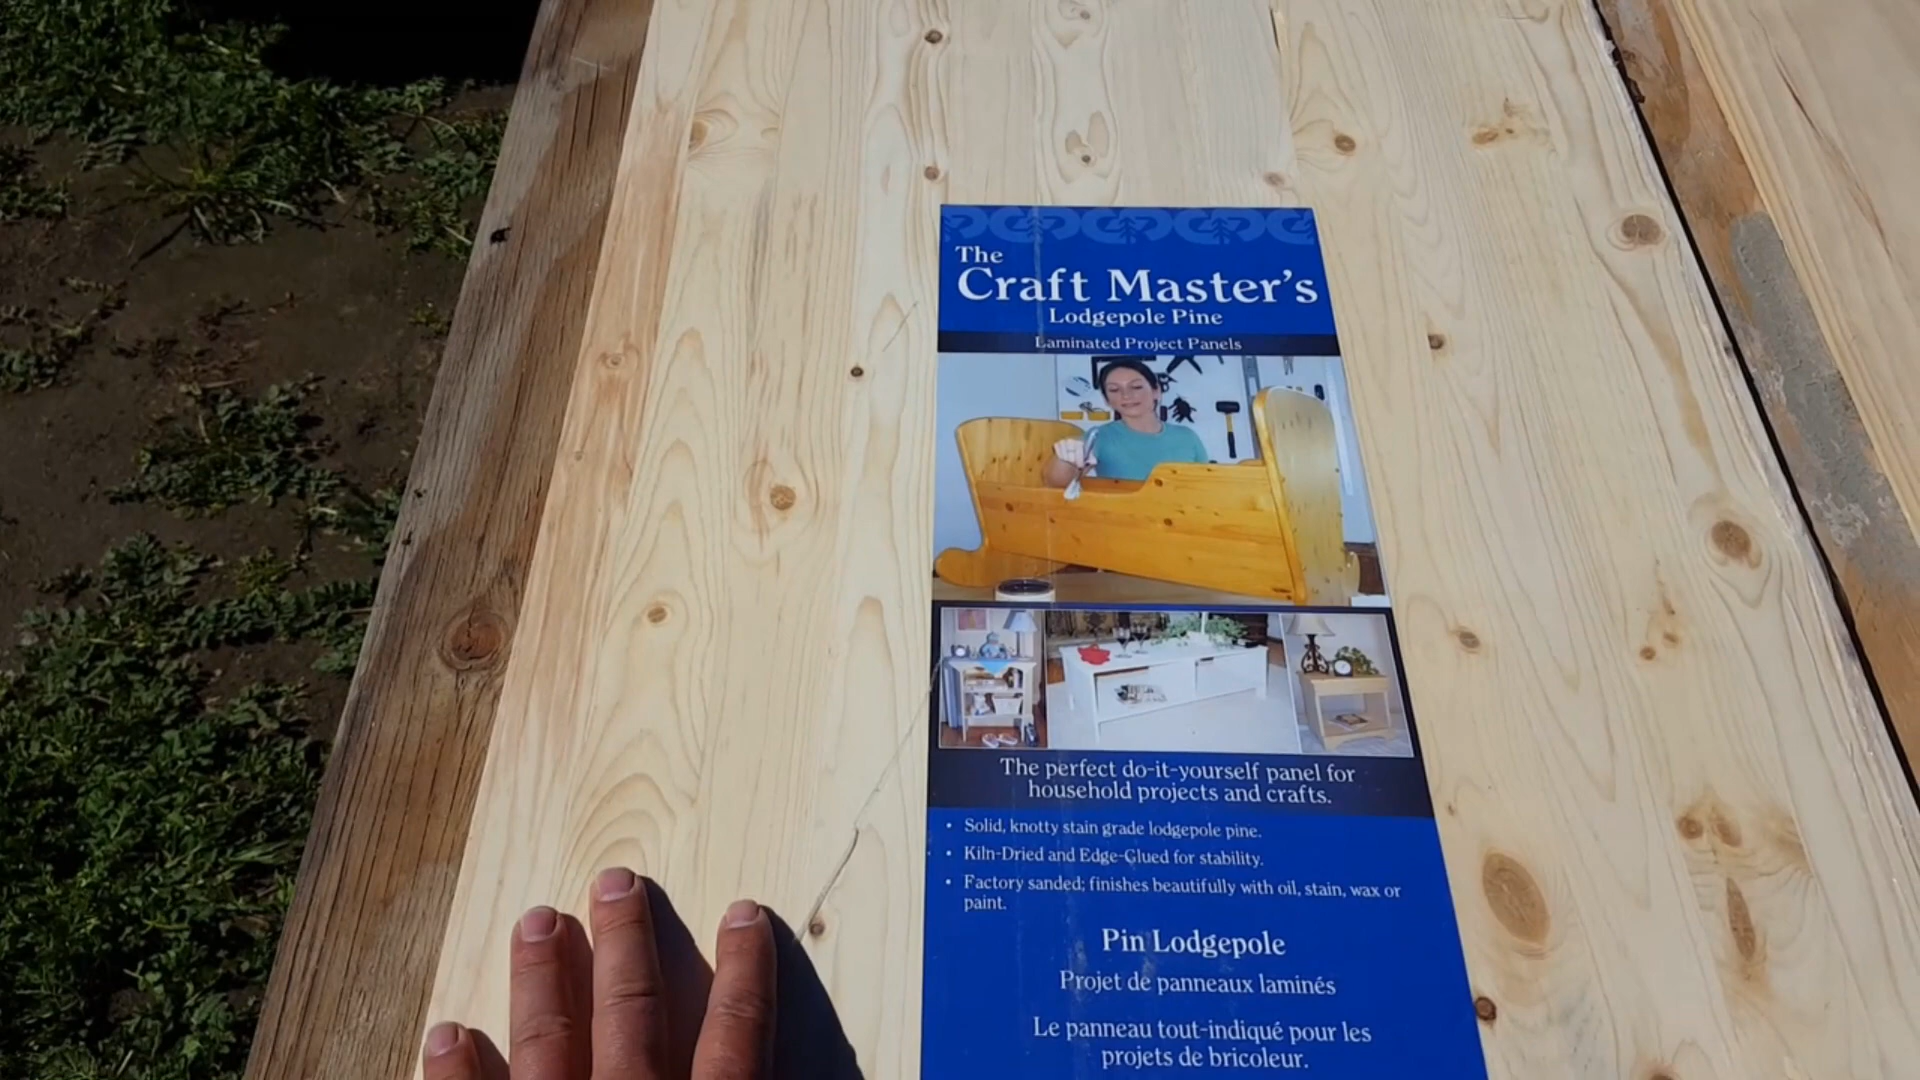 The
Craft Master's
Lodgepole Pine
Laminated Project Panels
The perfect do-it-yourself panel for
household projects and crafts.
• Solid, knotty stain grade lodgepole pine.
• Kiln-Dried and Edge-Glued for stability.
• Factory sanded; finishes beautifully with oil, stain, wax or
paint.
Pin Lodgepole
Projet de panneaux laminés
Le panneau tout-indiqué pour les
projets de bricoleur.